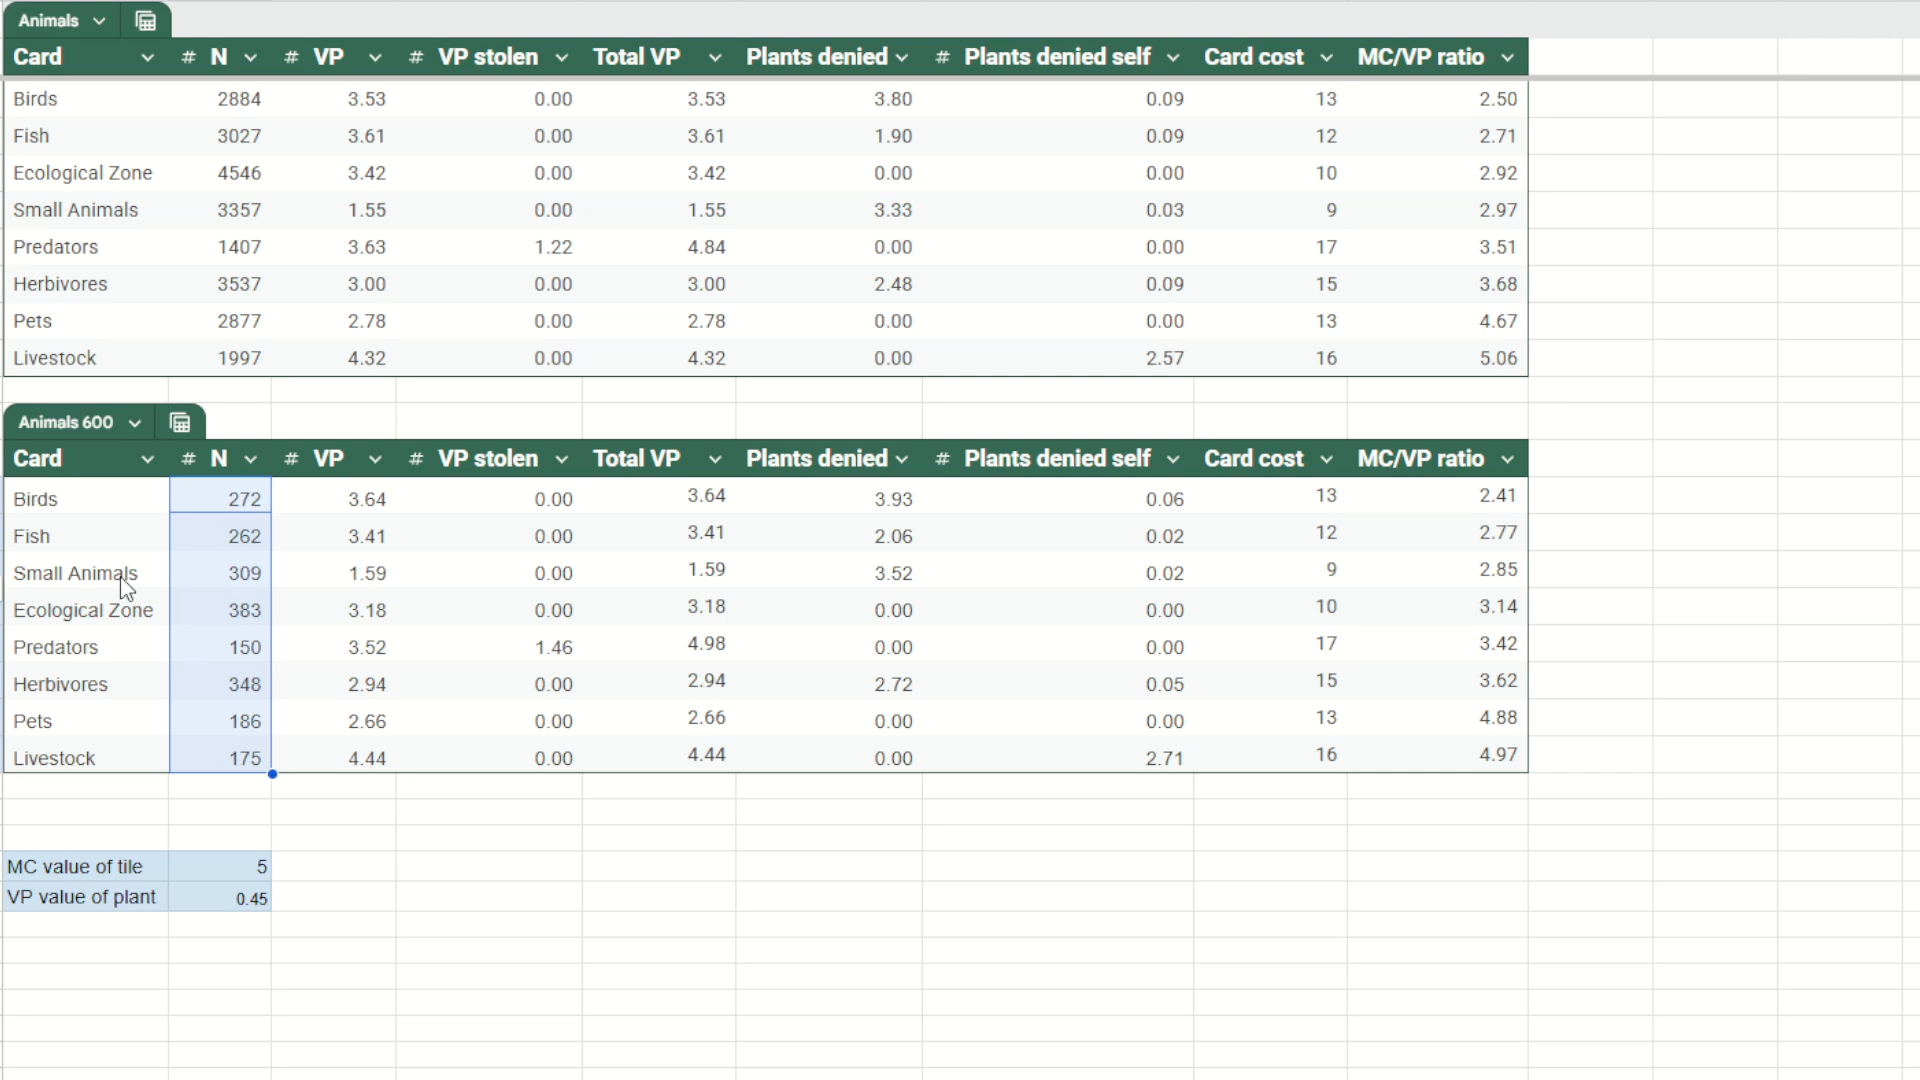 Animals
Card # N # VP # VP stolen Total VP Plants denied # Plants denied self Card cost MC/VP ratio
Birds 2884 3.53 0.00 3.53 3.80 0.09 13 2.50
Fish 3027 3.61 0.00 3.61 1.90 0.09 12 2.71
Ecological Zone 4546 3.42 0.00 3.42 0.00 0.00 10 2.92
Small Animals 3357 1.55 0.00 1.55 3.33 0.03 9 2.97
Predators 1407 3.63 1.22 4.84 0.00 0.00 17 3.51
Herbivores 3537 3.00 0.00 3.00 2.48 0.09 15 3.68
Pets 2877 2.78 0.00 2.78 0.00 0.00 13 4.67
Livestock 1997 4.32 0.00 4.32 0.00 2.57 16 5.06
Animals 600
Card # N # VP # VP stolen Total VP Plants denied # Plants denied self Card cost MC/VP ratio
Birds 272 3.64 0.00 3.64 3.93 0.06 13 2.41
Fish 262 3.41 0.00 3.41 2.06 0.02 12 2.77
Small Animals 309 1.59 0.00 1.59 3.52 0.02 9 2.85
Ecological Zone 383 3.18 0.00 3.18 0.00 0.00 10 3.14
Predators 150 3.52 1.46 4.98 0.00 0.00 17 3.42
Herbivores 348 2.94 0.00 2.94 2.72 0.05 15 3.62
Pets 186 2.66 0.00 2.66 0.00 0.00 13 4.88
Livestock 175 4.44 0.00 4.44 0.00 2.71 16 4.97
MC value of tile 5
VP value of plant 0.45